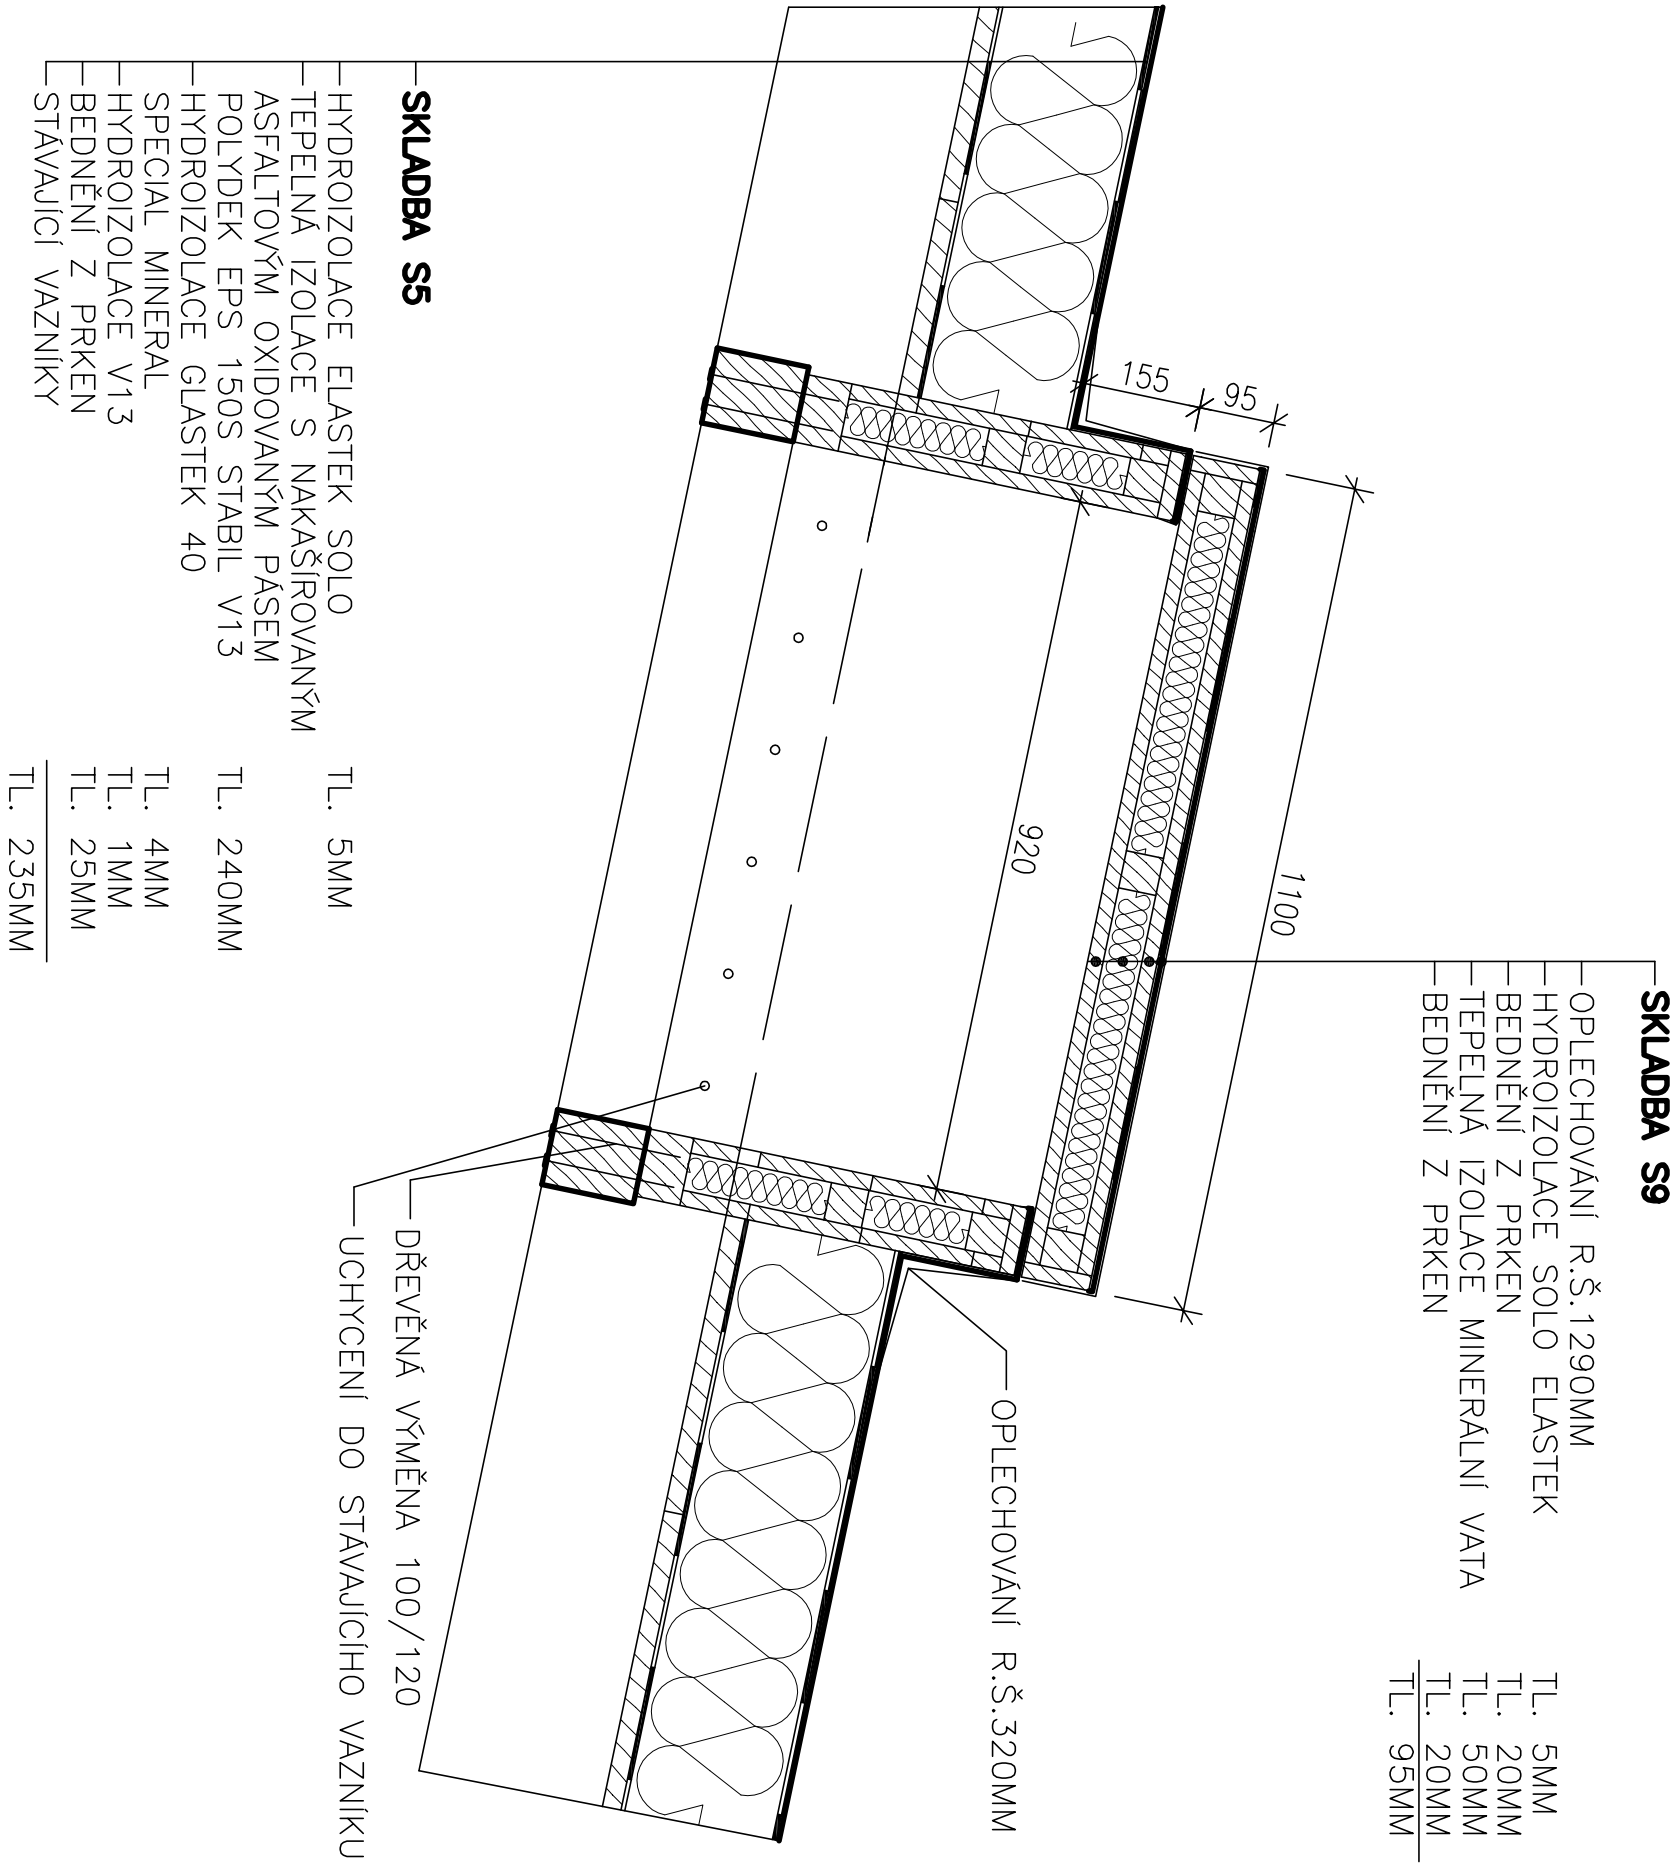 SKLADBA S9
OPLECHOVÁNÍ R.Š.1290MM
HYDROIZOLACE SOLO ELASTEK TL. 5MM
BEDNĚNÍ Z PRKEN TL. 20MM
TEPELNÁ IZOLACE MINERÁLNÍ VATA TL. 50MM
BEDNĚNÍ Z PRKEN TL. 20MM
TL. 95MM
1100
95
155
920
OPLECHOVÁNÍ R.Š.320MM
SKLADBA S5
HYDROIZOLACE ELASTEK SOLO TL. 5MM
TEPELNÁ IZOLACE S NAKAŠÍROVANÝM
ASFALTOVÝM OXIDOVANÝM PÁSEM
POLYDEK EPS 150S STABIL V13 TL. 240MM
HYDROIZOLACE GLASTEK 40
SPECIAL MINERAL TL. 4MM
HYDROIZOLACE V13 TL. 1MM
BEDNĚNÍ Z PRKEN TL. 25MM
STÁVAJÍCÍ VAZNÍKY
TL. 235MM
DŘEVĚNÁ VÝMĚNA 100/120
UCHYCENÍ DO STÁVAJÍCÍHO VAZNÍKU